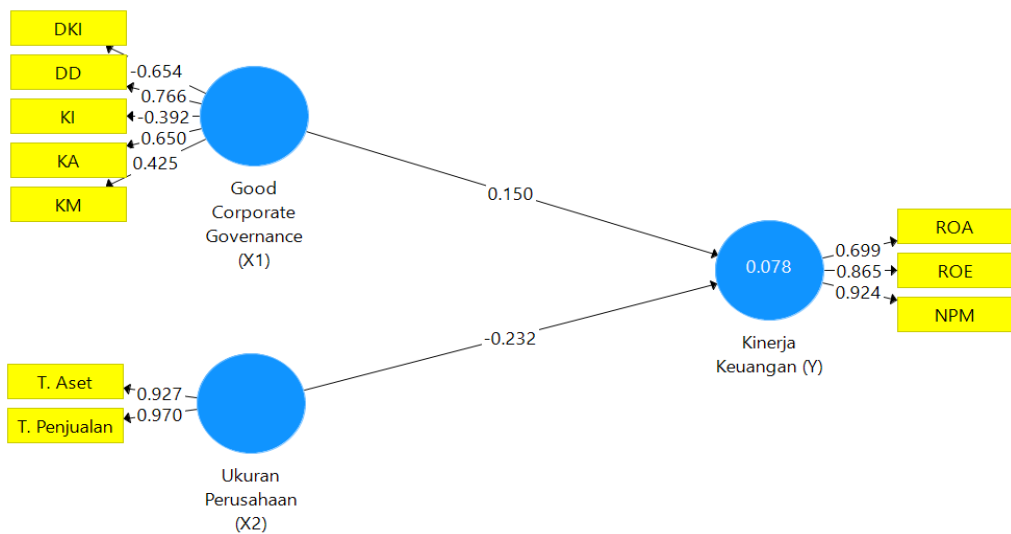 DKI
DD
KI
KA
KM
-0.654
0.766
-0.392
0.650
0.425
Good
Corporate
Governance
(X1)
0.150
T. Aset
T. Penjualan
0.927
0.970
Ukuran
Perusahaan
(X2)
-0.232
0.078
Kinerja
Keuangan (Y)
0.699
0.865
0.924
ROA
ROE
NPM